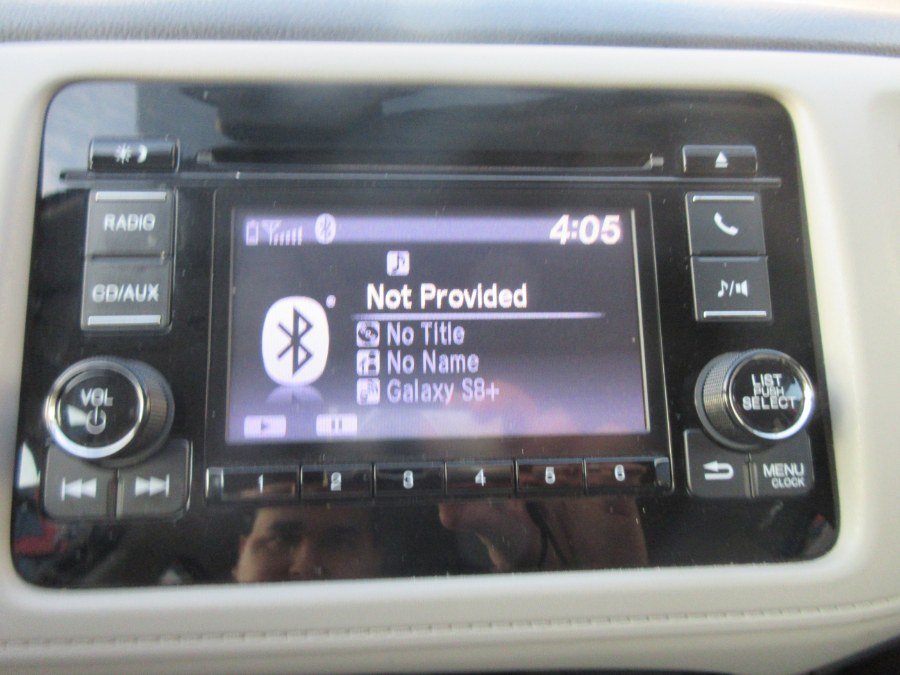 RADIO
CD/AUX
4:05
Not Provided
No Title
No Name
Galaxy S8+
VOL
LIST
PUSH
SELECT
1 2 3 4 5 6
MENU
CLOCK